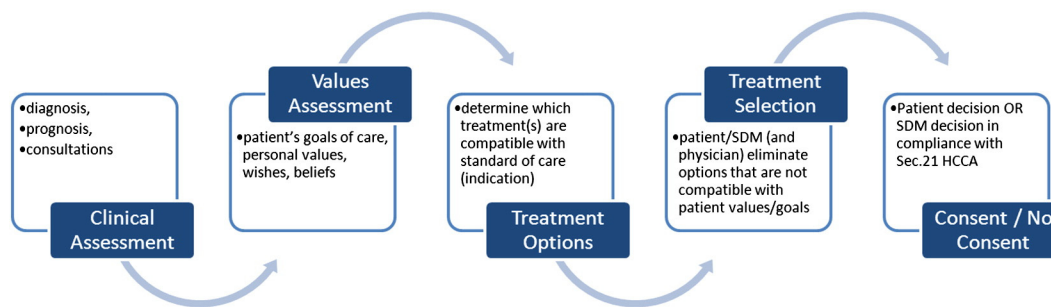 •diagnosis,
•prognosis,
•consultations
Clinical
Assessment
Values
Assessment
•patient's goals of care,
personal values,
wishes, beliefs
•determine which
treatment(s) are
compatible with
standard of care
(indication)
Treatment
Options
Treatment
Selection
•patient/SDM (and
physician) eliminate
options that are not
compatible with
patient values/goals
•Patient decision OR
SDM decision in
compliance with
Sec.21 HCCA
Consent / No
Consent